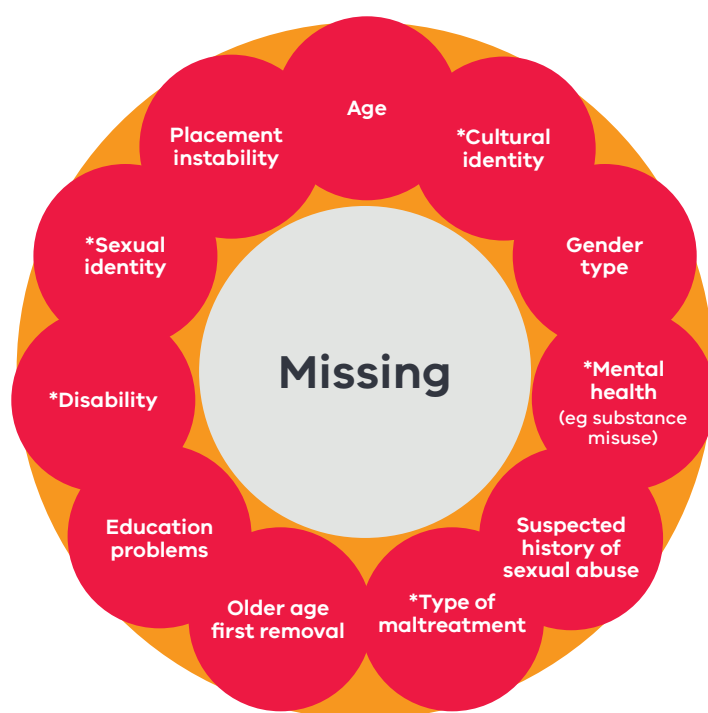 Age
*Cultural
identity
Gender
type
*Mental
health
(eg substance
misuse)
Suspected
history of
sexual abuse
*Type of
maltreatment
Older age
first removal
Education
problems
*Disability
*Sexual
identity
Placement
instability
Missing